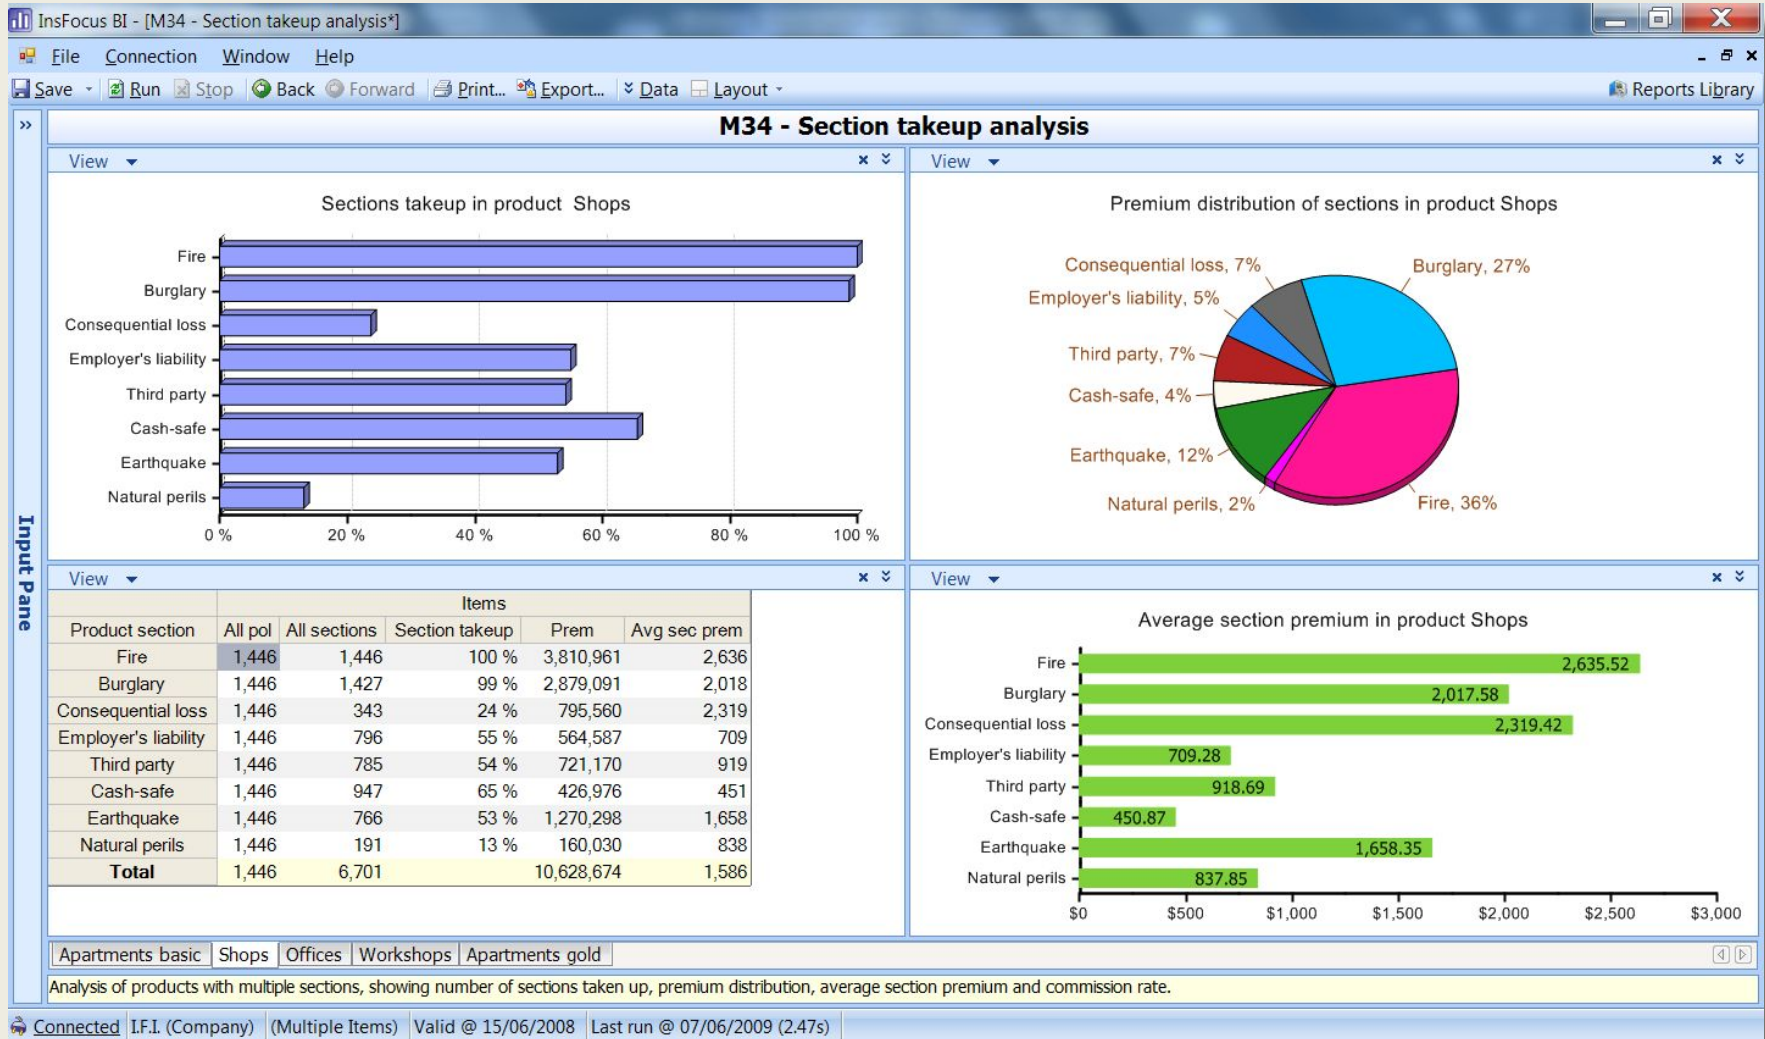 InsFocus BI - [M34 - Section takeup analysis*]
File Connection Window Help
Save Run Stop Back Forward Print... Export... Data Layout Reports Library
M34 - Section takeup analysis
Input Pane
View
Sections takeup in product Shops
Fire
Burglary
Consequential loss
Employer's liability
Third party
Cash-safe
Earthquake
Natural perils
0 % 20 % 40 % 60 % 80 % 100 %
View
Premium distribution of sections in product Shops
Consequential loss, 7%
Burglary, 27%
Employer's liability, 5%
Third party, 7%
Cash-safe, 4%
Earthquake, 12%
Natural perils, 2%
Fire, 36%
View
Items
Product section All pol All sections Section takeup Prem Avg sec prem
Fire 1,446 1,446 100 % 3,810,961 2,636
Burglary 1,446 1,427 99 % 2,879,091 2,018
Consequential loss 1,446 343 24 % 795,560 2,319
Employer's liability 1,446 796 55 % 564,587 709
Third party 1,446 785 54 % 721,170 919
Cash-safe 1,446 947 65 % 426,976 451
Earthquake 1,446 766 53 % 1,270,298 1,658
Natural perils 1,446 191 13 % 160,030 838
Total 1,446 6,701 10,628,674 1,586
View
Average section premium in product Shops
Fire 2,635.52
Burglary 2,017.58
Consequential loss 2,319.42
Employer's liability 709.28
Third party 918.69
Cash-safe 450.87
Earthquake 1,658.35
Natural perils 837.85
$0 $500 $1,000 $1,500 $2,000 $2,500 $3,000
Apartments basic Shops Offices Workshops Apartments gold
Analysis of products with multiple sections, showing number of sections taken up, premium distribution, average section premium and commission rate.
Connected I.F.I. (Company) (Multiple Items) Valid @ 15/06/2008 Last run @ 07/06/2009 (2.47s)